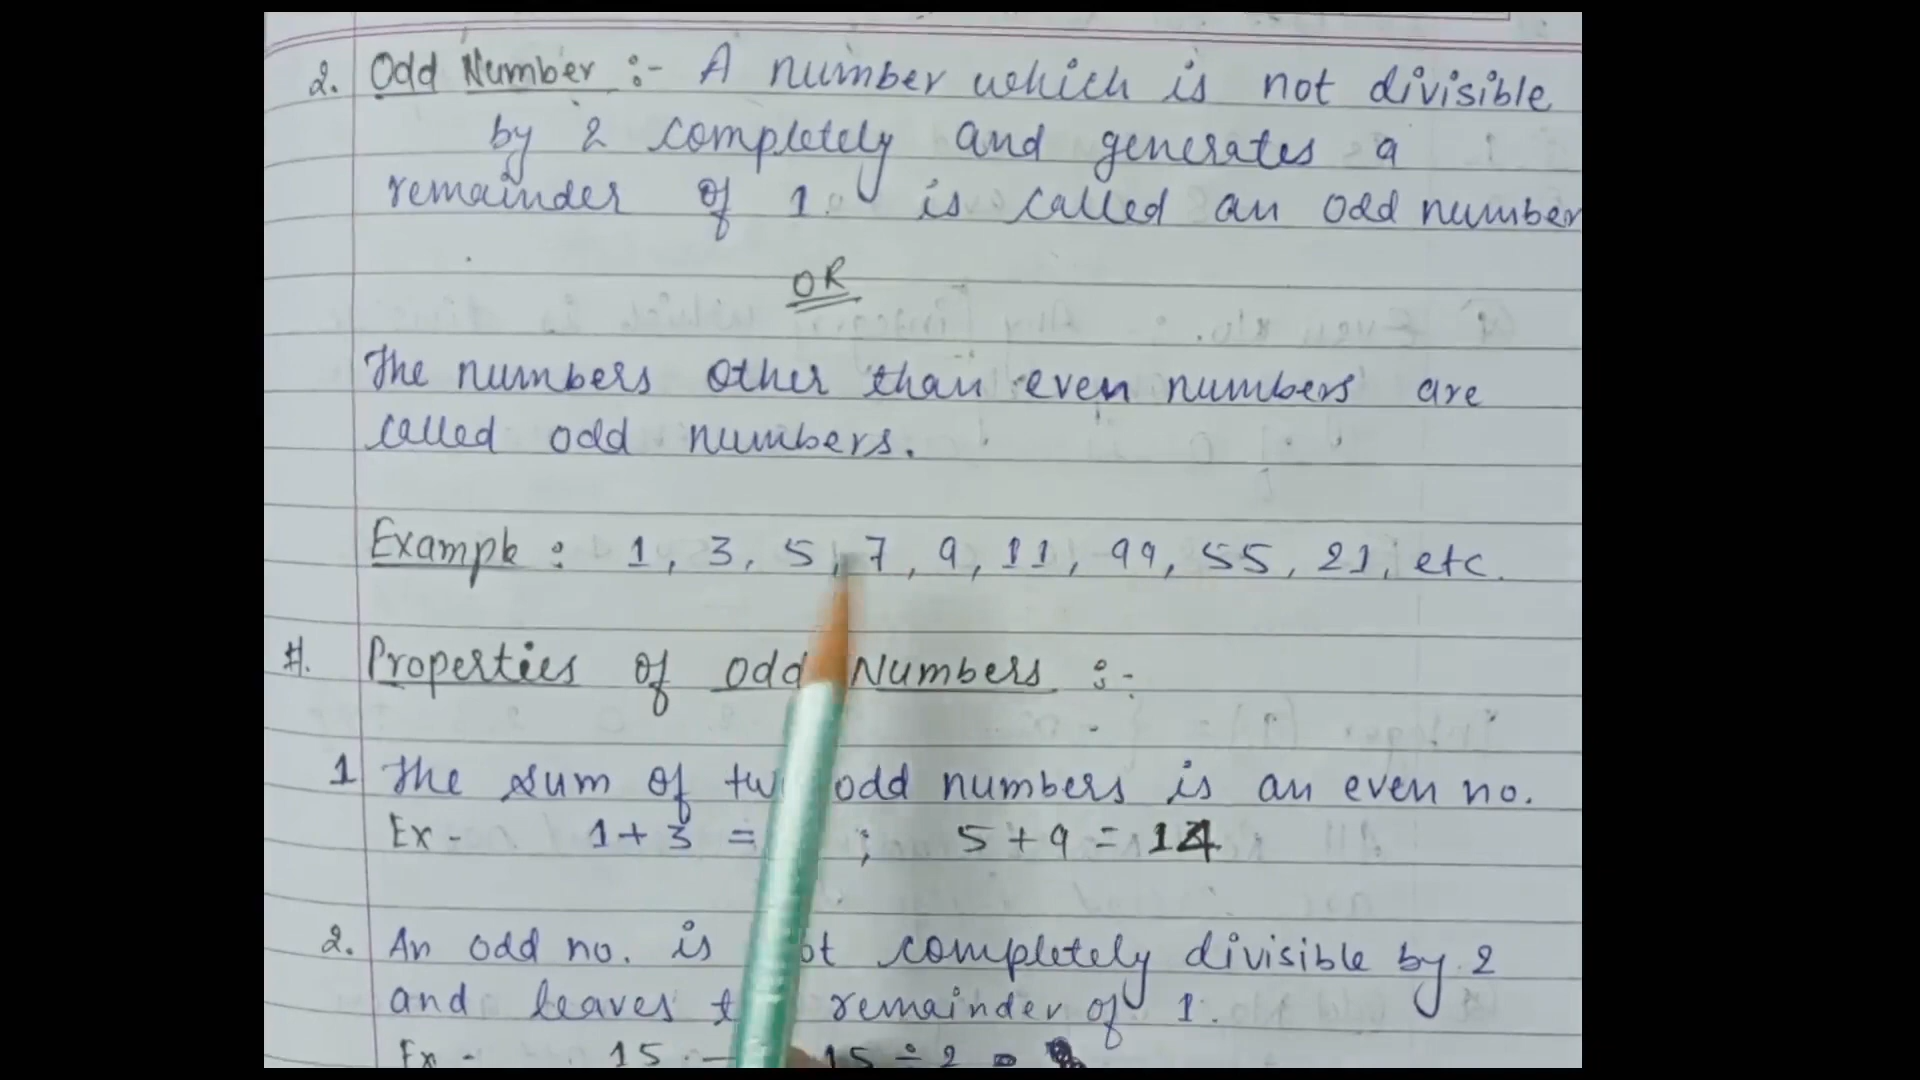 2. Odd Number :- A number which is not divisible
by 2 completely and generates a
remainder of 1. is called an odd number
OR
The numbers other than even numbers are
called odd numbers.
Example : 1, 3, 5, 7, 9, 11, 99, 55, 21, etc.
#. Properties of Odd Numbers :-
1 The sum of odd numbers is an even no.
Ex - 1 + 3 = ; 5 + 9 = 14
2. An odd no. is completely divisible by 2
and leaves remainder of 1.
Ex - 15 - 15 ÷ 2 =